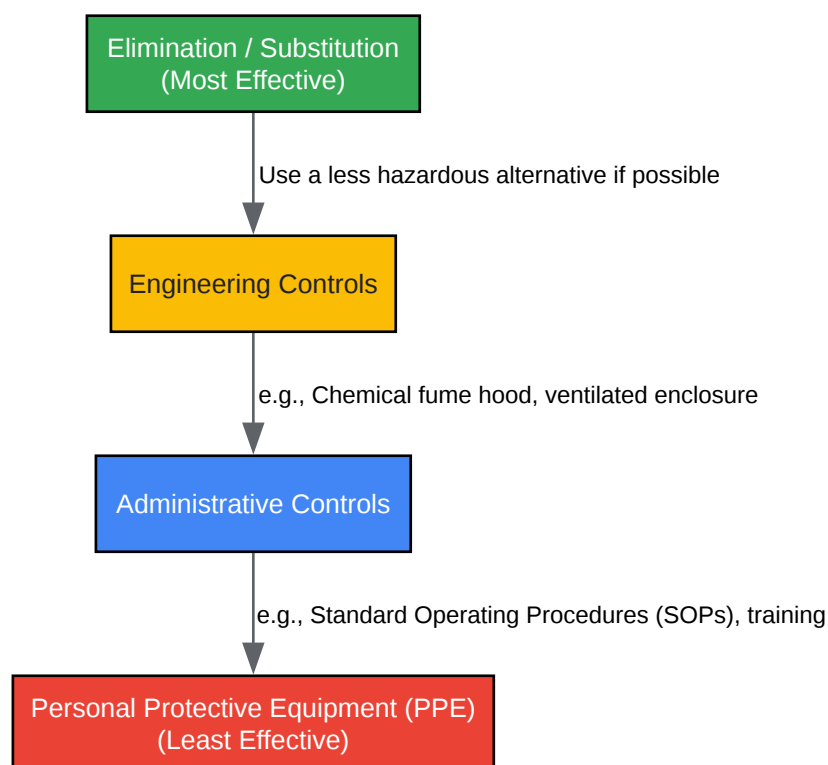 Elimination / Substitution
(Most Effective)
Use a less hazardous alternative if possible
Engineering Controls
e.g., Chemical fume hood, ventilated enclosure
Administrative Controls
e.g., Standard Operating Procedures (SOPs), training
Personal Protective Equipment (PPE)
(Least Effective)